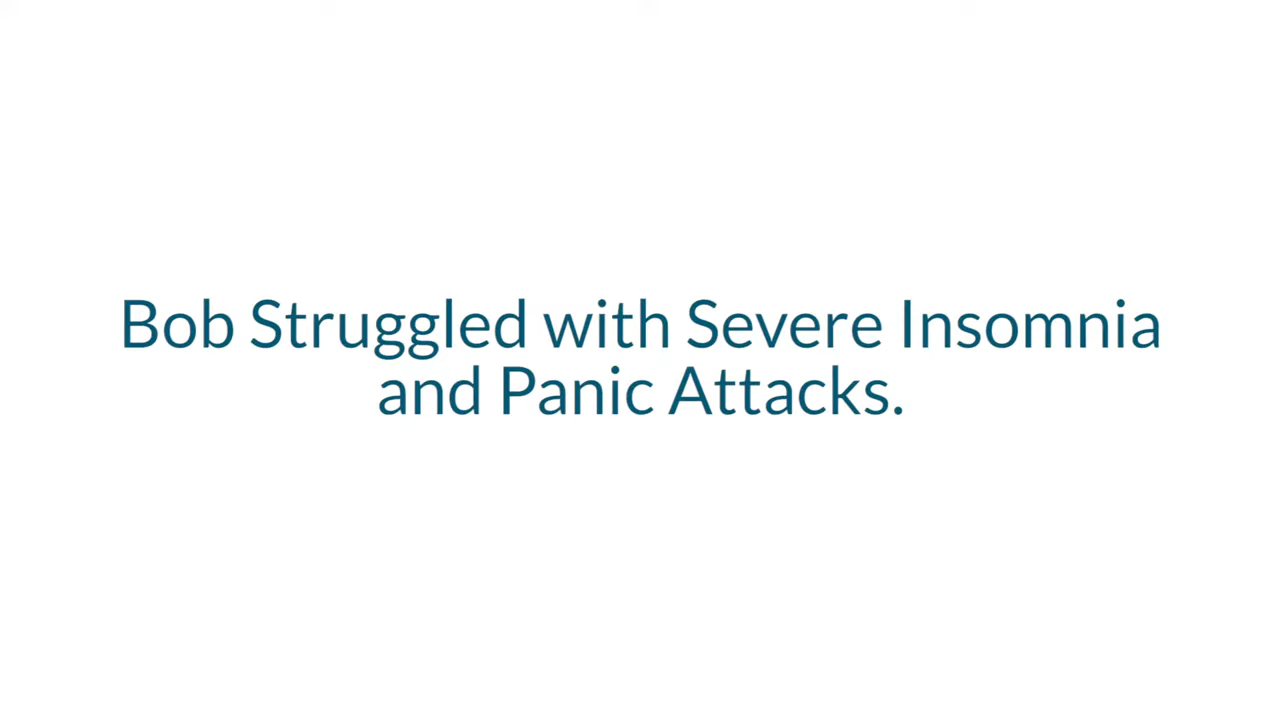 Bob Struggled with Severe Insomnia
and Panic Attacks.